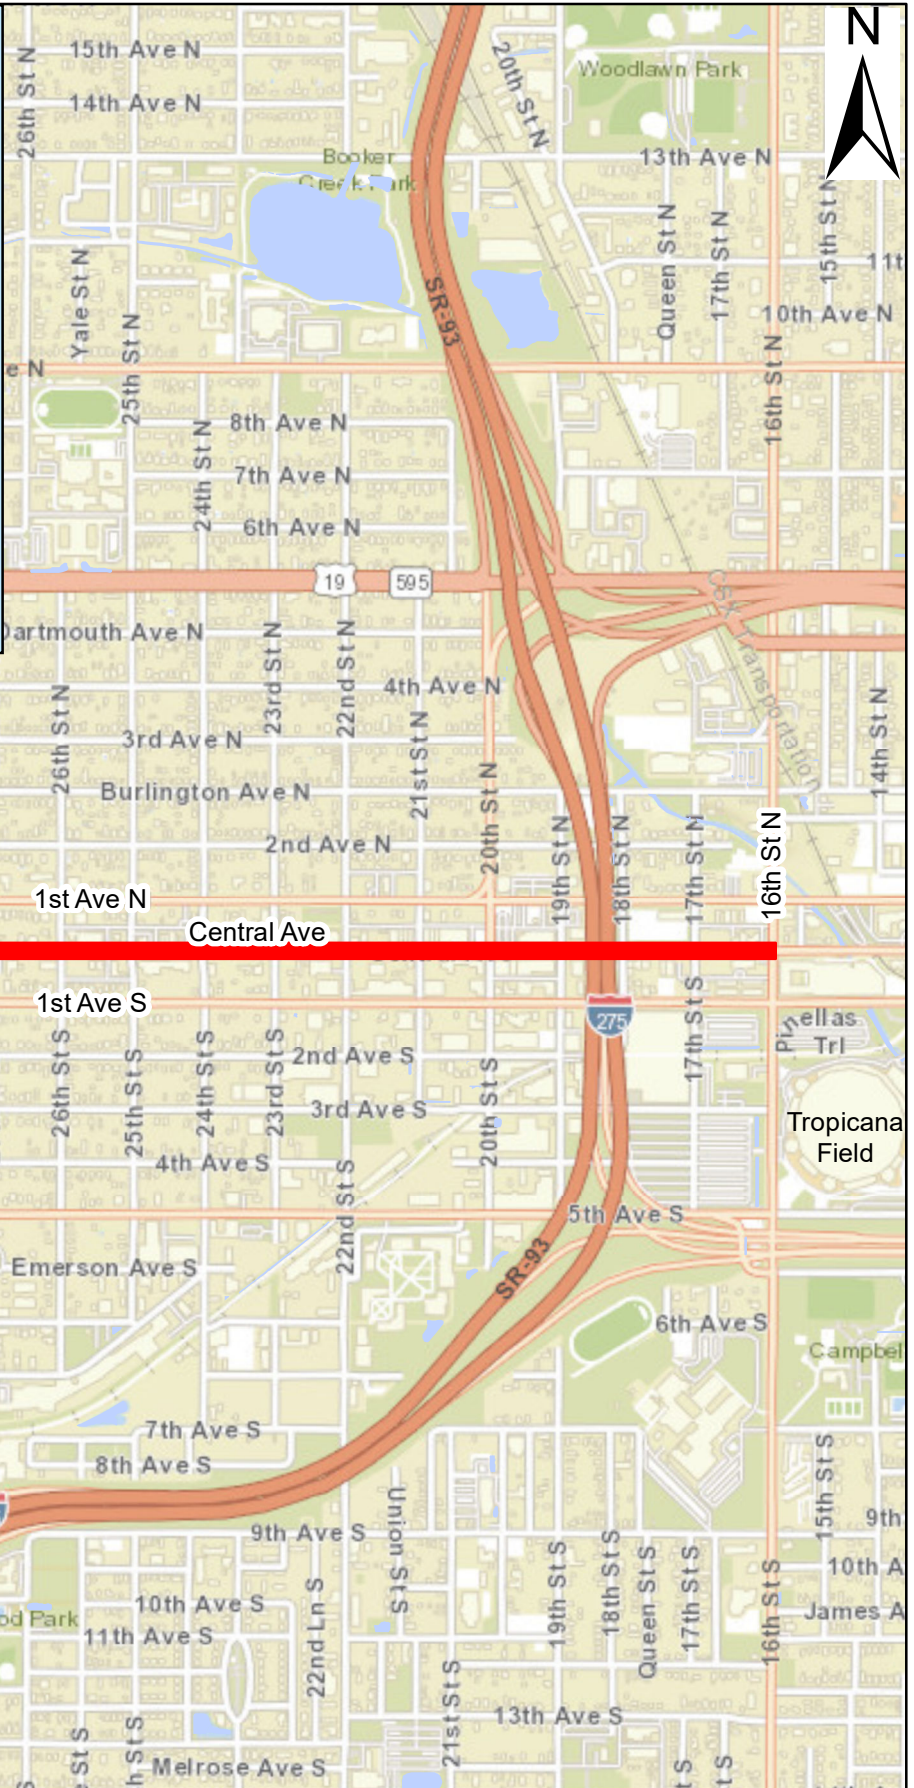 N
26th St N
15th Ave N
14th Ave N
20th St N
Woodlawn Park
Booker
Creek Park
13th Ave N
Yale St N
25th St N
SR-93
Queen St N
17th St N
15th St N
11t
10th Ave N
e N
16th St N
24th St N
8th Ave N
7th Ave N
6th Ave N
19
595
CSX Transportation
Dartmouth Ave N
26th St N
23rd St N
22nd St N
4th Ave N
21st St N
3rd Ave N
14th St N
Burlington Ave N
20th St N
2nd Ave N
19th St N
18th St N
17th St N
16th St N
1st Ave N
Central Ave
1st Ave S
275
17th St S
Pinellas
Trl
26th St S
25th St S
24th St S
23rd St S
2nd Ave S
20th St S
3rd Ave S
Tropicana
Field
4th Ave S
22nd St S
5th Ave S
SR-93
Emerson Ave S
6th Ave S
Campbel
7th Ave S
8th Ave S
Union St S
15th St S
9th
9th Ave S
10th A
19th St S
18th St S
Queen St S
17th St S
16th St S
22nd Ln S
10th Ave S
James A
od Park
11th Ave S
21st St S
13th Ave S
St S
h St S
Melrose Ave S
t S
t S